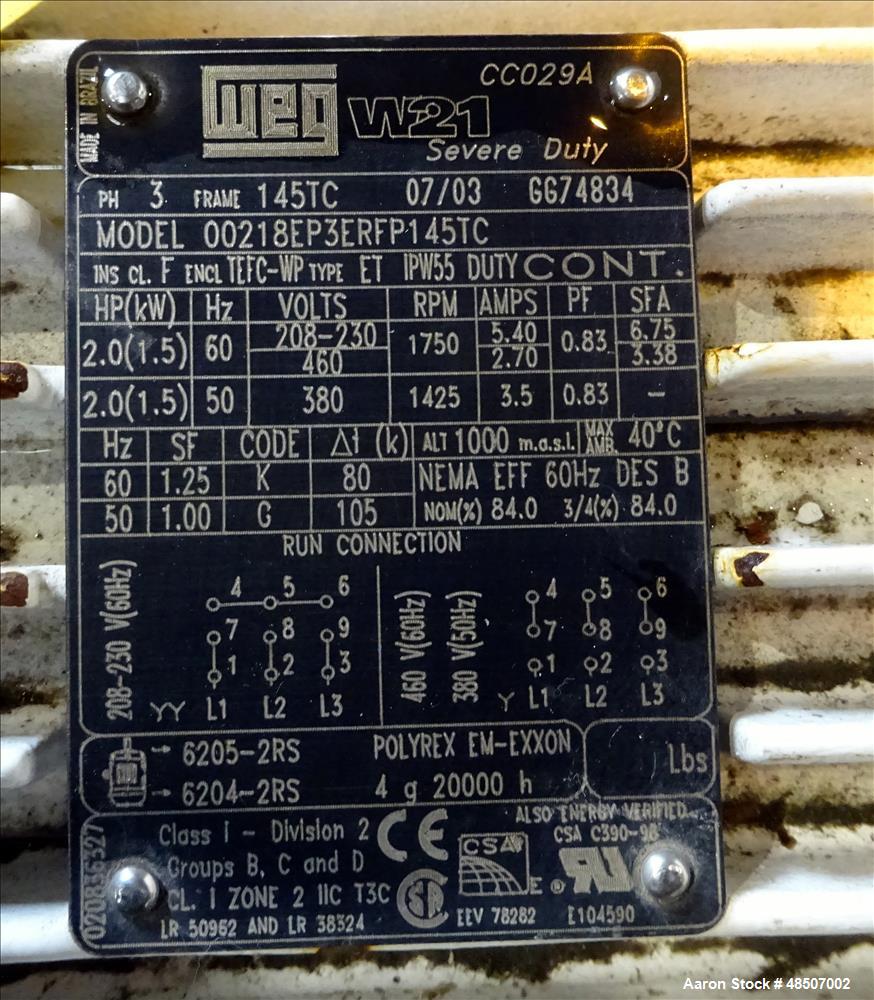 MADE IN BRAZIL
WEG W21 CC029A
Severe Duty
PH 3 FRAME 145TC 07/03 GG74834
MODEL 00218EP3ERFP145TC
INS CL. F ENCL TEFC-WP TYPE ET IPW55 DUTY CONT.
HP(kW) Hz VOLTS RPM AMPS PF SFA
2.0(1.5) 60 208-230 460 1750 5.40 2.70 0.83 6.75 3.38
2.0(1.5) 50 380 1425 3.5 0.83 –
Hz SF CODE Δt (k) ALT 1000 m.a.s.l. MAX AMB. 40°C
60 1.25 K 80 NEMA EFF 60Hz DES B
50 1.00 G 105 NOM(%) 84.0 3/4(%) 84.0
RUN CONNECTION
208-230 V(60Hz)
4 5 6
7 8 9
1 2 3
YY L1 L2 L3
460 V(60Hz)
380 V(50Hz)
4 5 6
7 8 9
1 2 3
Y L1 L2 L3
6205-2RS POLYREX EM-EXXON
6204-2RS 4 g 20000 h
Lbs
020836327
Class I - Division 2
Groups B, C and D
CL. I ZONE 2 IIC T3C
LR 50962 AND LR 38324
CE
SA
CSA
E
EEV 78282
ALSO ENERGY VERIFIED
CSA C390-98
RU ®
E104590
Aaron Stock # 48507002